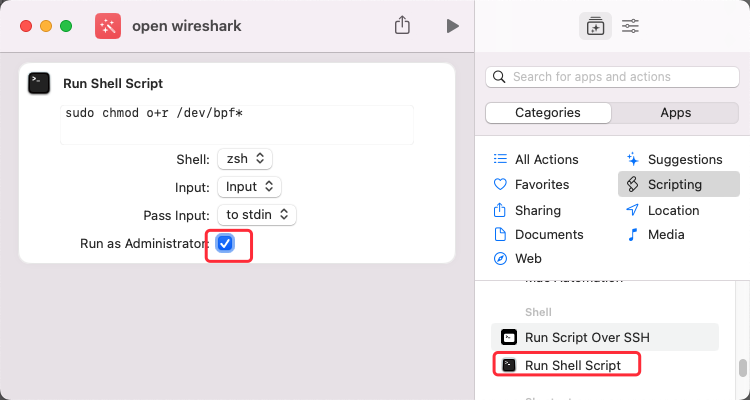 open wireshark
Run Shell Script
sudo chmod o+r /dev/bpf*
Shell: zsh
Input: Input
Pass Input: to stdin
Run as Administrator:
Search for apps and actions
Categories Apps
All Actions Suggestions
Favorites Scripting
Sharing Location
Documents Media
Web
Shell
Run Script Over SSH
Run Shell Script